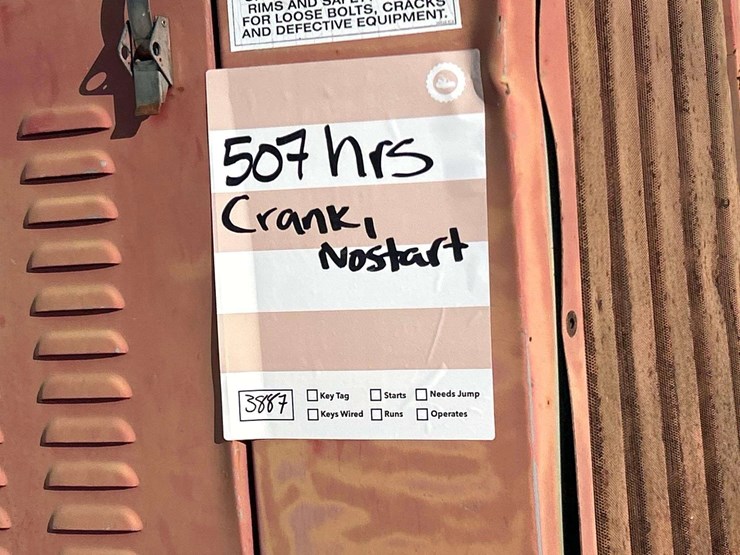 RIMS AND
FOR LOOSE BOLTS, CRACKS
AND DEFECTIVE EQUIPMENT.
507 hrs
Crank,
Nostart
3887
Key Tag Starts Needs Jump
Keys Wired Runs Operates